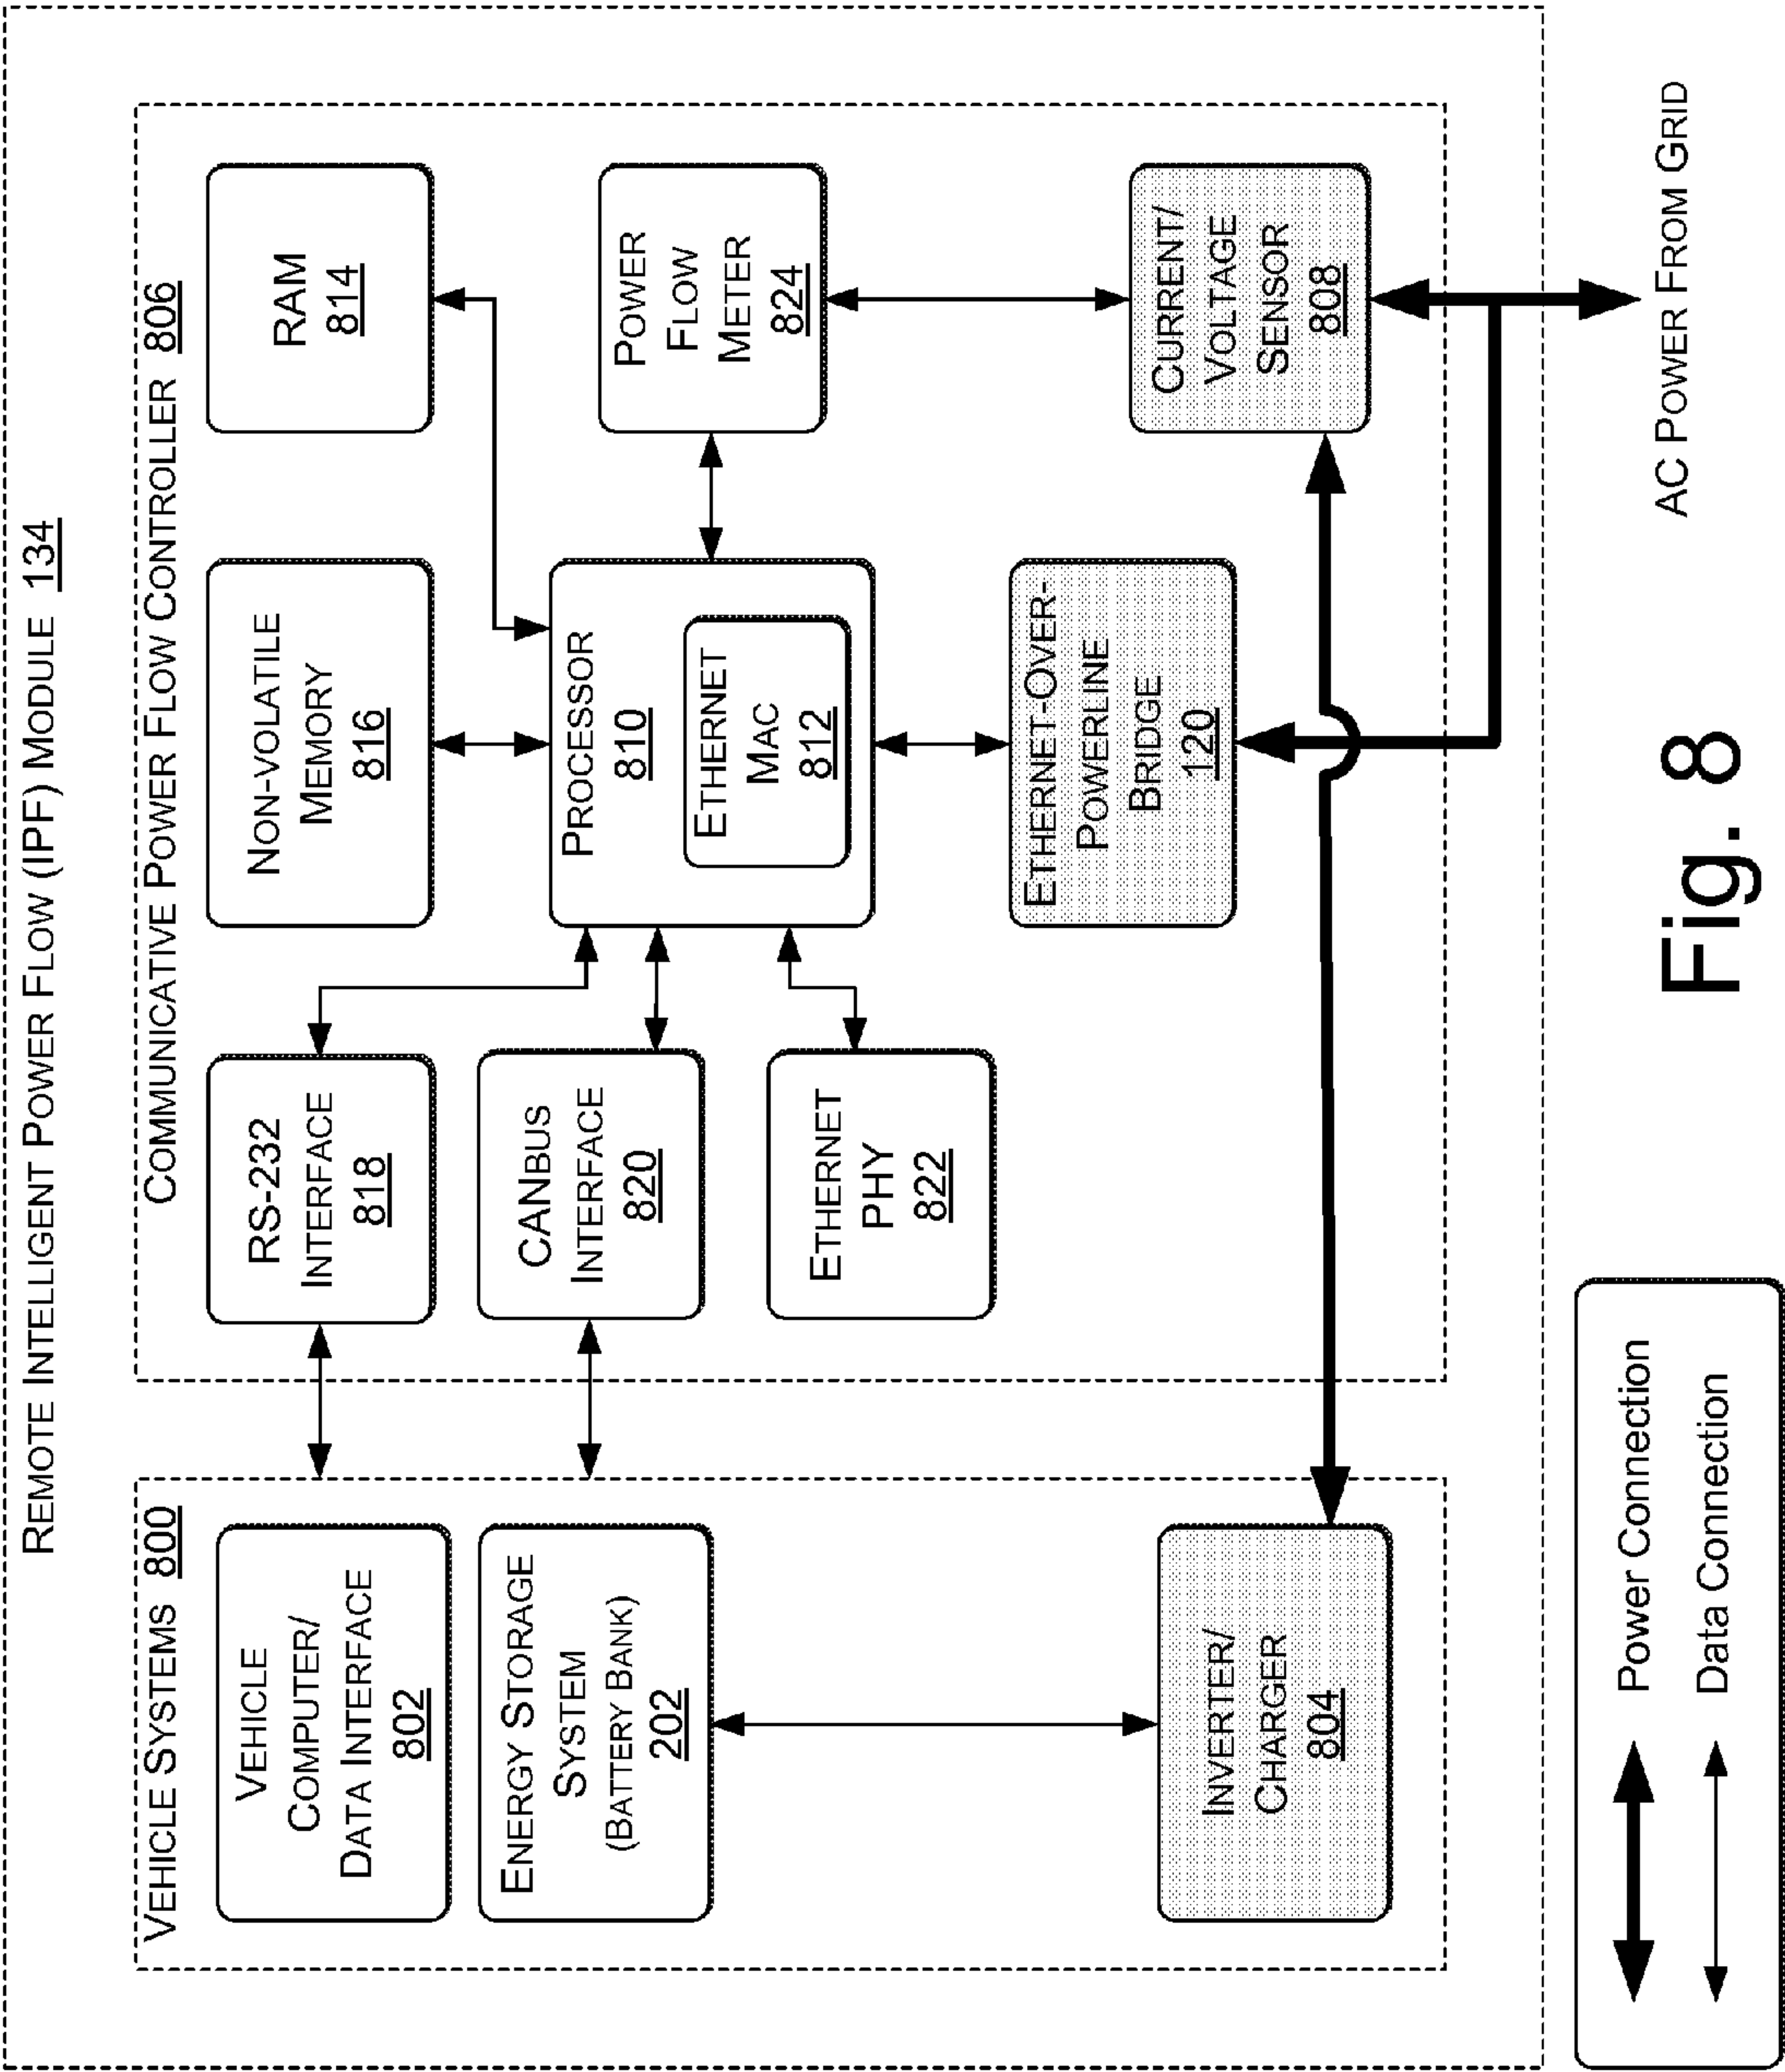 REMOTE INTELLIGENT POWER FLOW (IPF) MODULE 134
VEHICLE SYSTEMS 800
VEHICLE
COMPUTER/
DATA INTERFACE
802
ENERGY STORAGE
SYSTEM
(BATTERY BANK)
202
INVERTER/
CHARGER
804
COMMUNICATIVE POWER FLOW CONTROLLER 806
RS-232
INTERFACE
818
CANBUS
INTERFACE
820
ETHERNET
PHY
822
NON-VOLATILE
MEMORY
816
PROCESSOR
810
ETHERNET
MAC
812
ETHERNET-OVER-
POWERLINE
BRIDGE
120
RAM
814
POWER
FLOW
METER
824
CURRENT/
VOLTAGE
SENSOR
808
AC POWER FROM GRID
Power Connection
Data Connection
Fig. 8